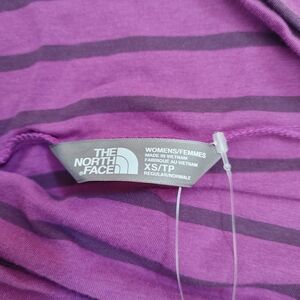 THE
NORTH
FACE
WOMENS/FEMMES
MADE IN VIETNAM
FABRIQUÉ AU VIETNAM
XS/TP
REGULAR/NORMALE